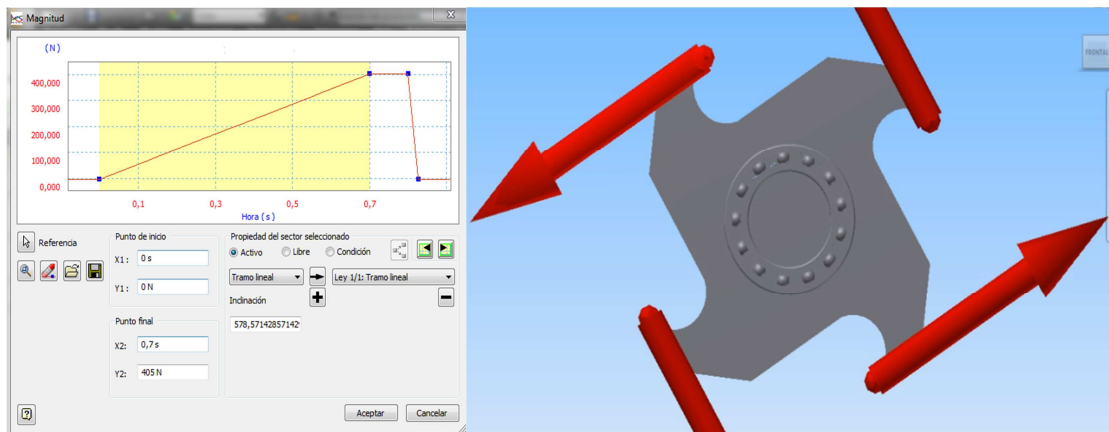 Magnitud
(N)
400,000
300,000
200,000
100,000
0,000
0,1
0,3
0,5
0,7
Hora ( s )
Referencia
Punto de inicio
X1:
0 s
Y1:
0 N
Punto final
X2:
0,7 s
Y2:
405 N
Propiedad del sector seleccionado
Activo
Libre
Condición
Tramo lineal
Ley 1/1: Tramo lineal
Inclinación
578,57142857142
Aceptar
Cancelar
FRONTAL